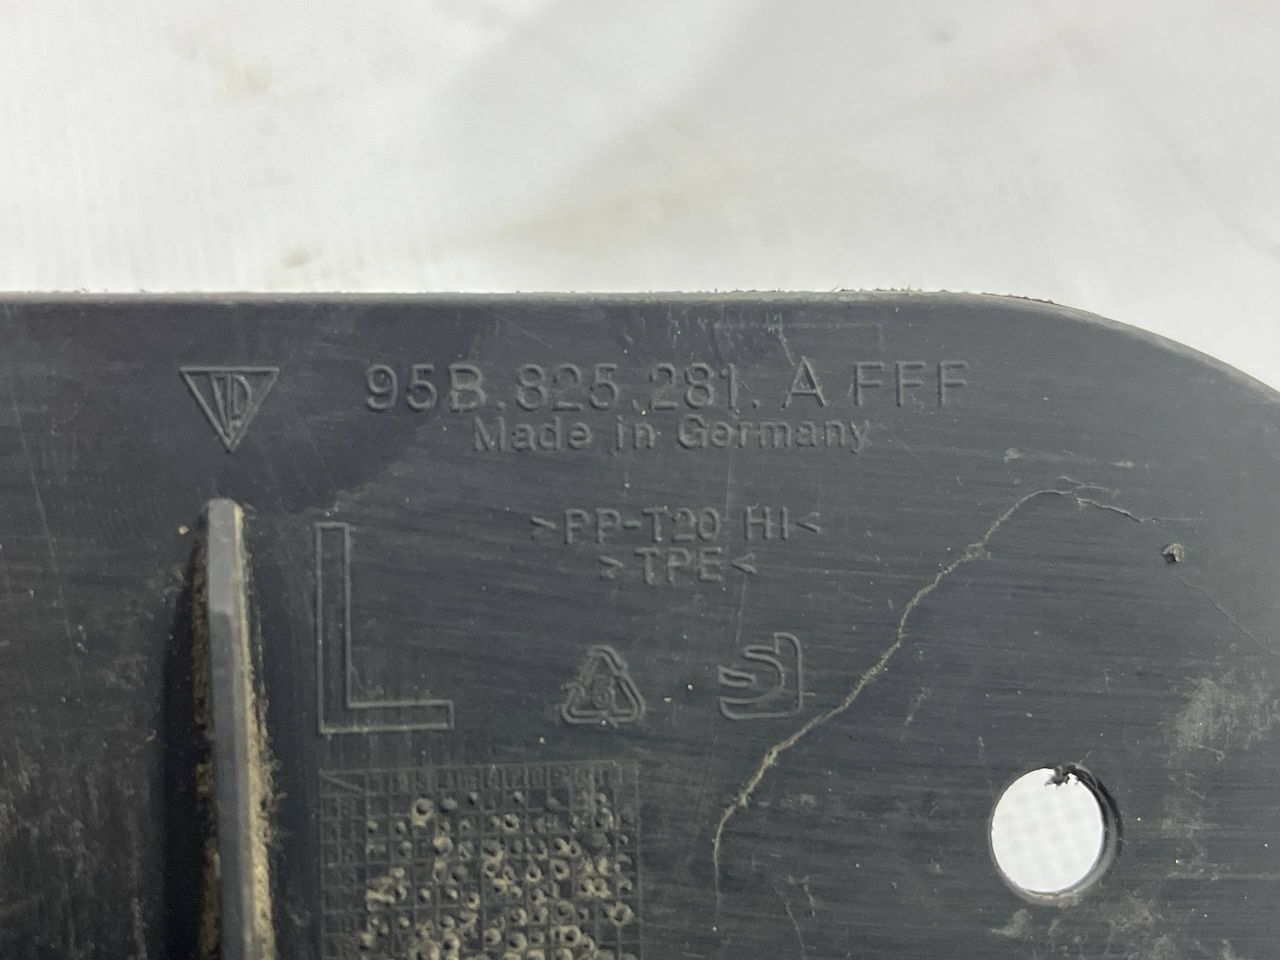 95B.825.281. A FFF
Made in Germany
>PP-T20 HI<
>TPE<
L